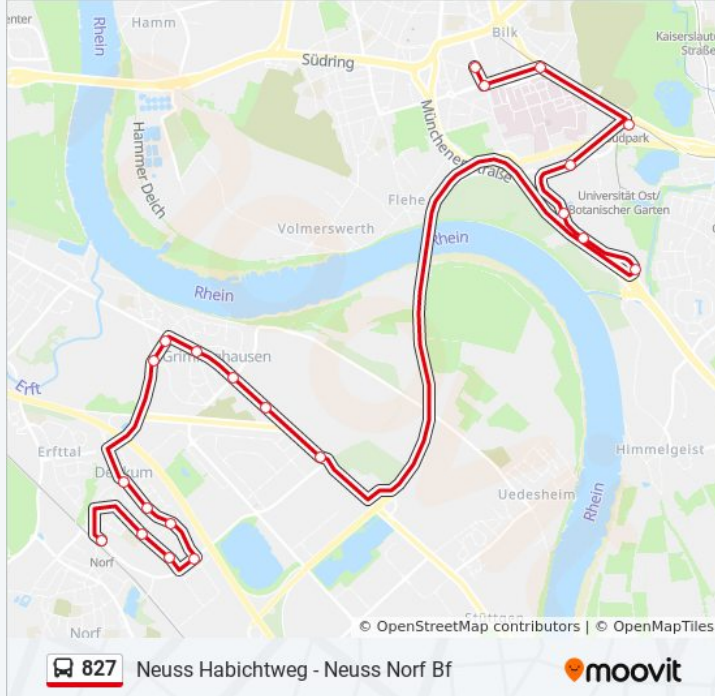 enter
Hamm
Rhein
Bilk
Kaiserslaut
Straße
Südring
Münchener Straße
Hammer Deich
Südpark
Universität Ost/
Botanischer Garten
Flehe
Volmerswerth
Rhein
Rhein
Grimlinghausen
Erft
Erfttal
Derikum
Himmelgeist
Uedesheim
Rhein
Norf
Stüttgen
Norf
© OpenStreetMap contributors | © OpenMapTiles
827 Neuss Habichtweg - Neuss Norf Bf
moovit